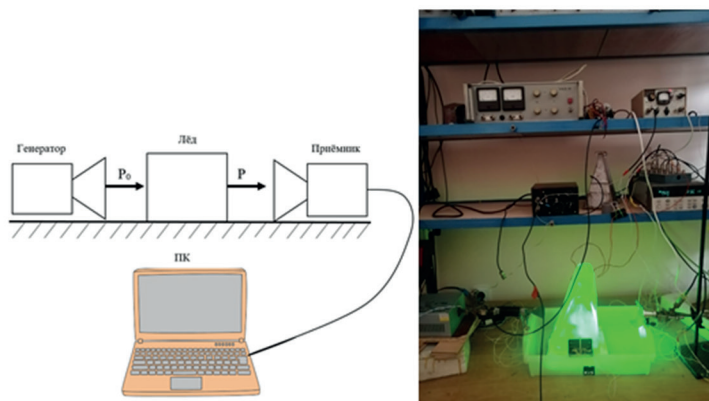 Генератор
Лёд
Приёмник
P₀
P
ПК